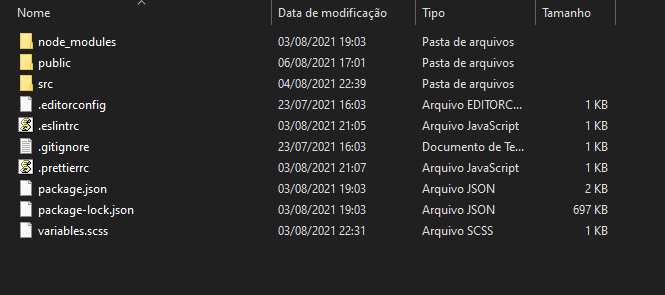 Nome Data de modificação Tipo Tamanho
node_modules 03/08/2021 19:03 Pasta de arquivos
public 06/08/2021 17:01 Pasta de arquivos
src 04/08/2021 22:39 Pasta de arquivos
.editorconfig 23/07/2021 16:03 Arquivo EDITORC... 1 KB
.eslintrc 03/08/2021 21:05 Arquivo JavaScript 1 KB
.gitignore 23/07/2021 16:03 Documento de Te... 1 KB
.prettierrc 03/08/2021 21:07 Arquivo JavaScript 1 KB
package.json 03/08/2021 19:03 Arquivo JSON 2 KB
package-lock.json 03/08/2021 19:03 Arquivo JSON 697 KB
variables.scss 03/08/2021 22:31 Arquivo SCSS 1 KB